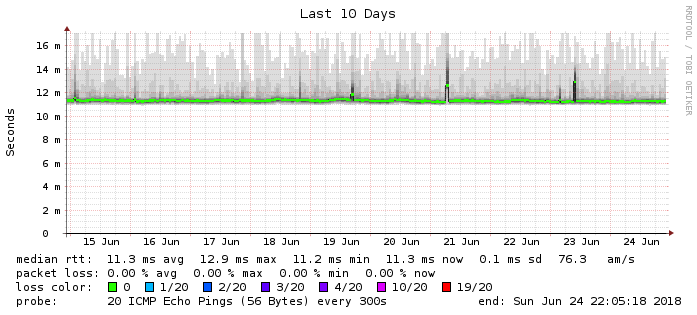 Last 10 Days
RRDTOOL / TOBI OETIKER
Seconds
16 m
14 m
12 m
10 m
8 m
6 m
4 m
2 m
0
15 Jun 16 Jun 17 Jun 18 Jun 19 Jun 20 Jun 21 Jun 22 Jun 23 Jun 24 Jun
median rtt: 11.3 ms avg 12.9 ms max 11.2 ms min 11.3 ms now 0.1 ms sd 76.3 am/s
packet loss: 0.00 % avg 0.00 % max 0.00 % min 0.00 % now
loss color: 0 1/20 2/20 3/20 4/20 10/20 19/20
probe: 20 ICMP Echo Pings (56 Bytes) every 300s end: Sun Jun 24 22:05:18 2018